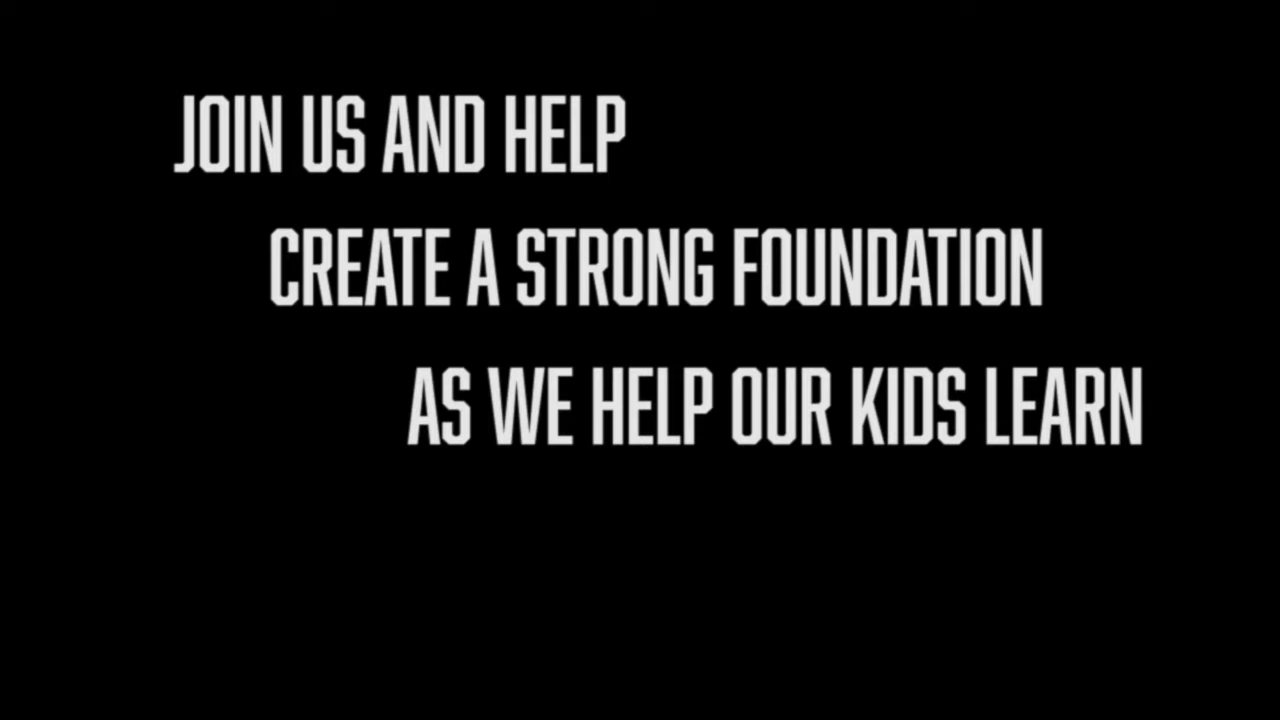 JOIN US AND HELP
CREATE A STRONG FOUNDATION
AS WE HELP OUR KIDS LEARN